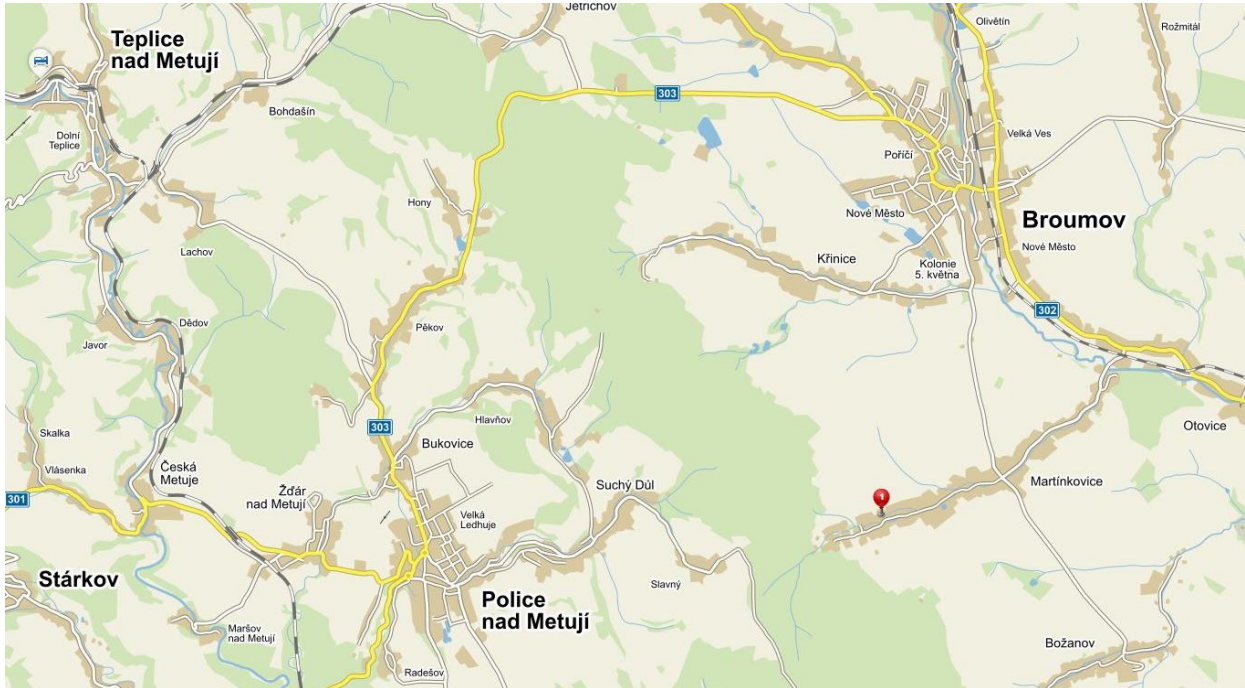 Teplice
nad Metují
Jetřichov
Olivětín
Rožmitál
Bohdašín
303
Dolní
Teplice
Velká Ves
Poříčí
Hony
Nové Město
Broumov
Nové Město
Lachov
Křinice
Kolonie
5. května
302
Dědov
Javor
Pěkov
Otovice
Skalka
Vlásenka
301
Česká
Metuje
303
Bukovice
Hlavňov
Žďár
nad Metují
Suchý Důl
Velká
Ledhuje
1
Martínkovice
Stárkov
Slavný
Police
nad Metují
Maršov
nad Metují
Radešov
Božanov